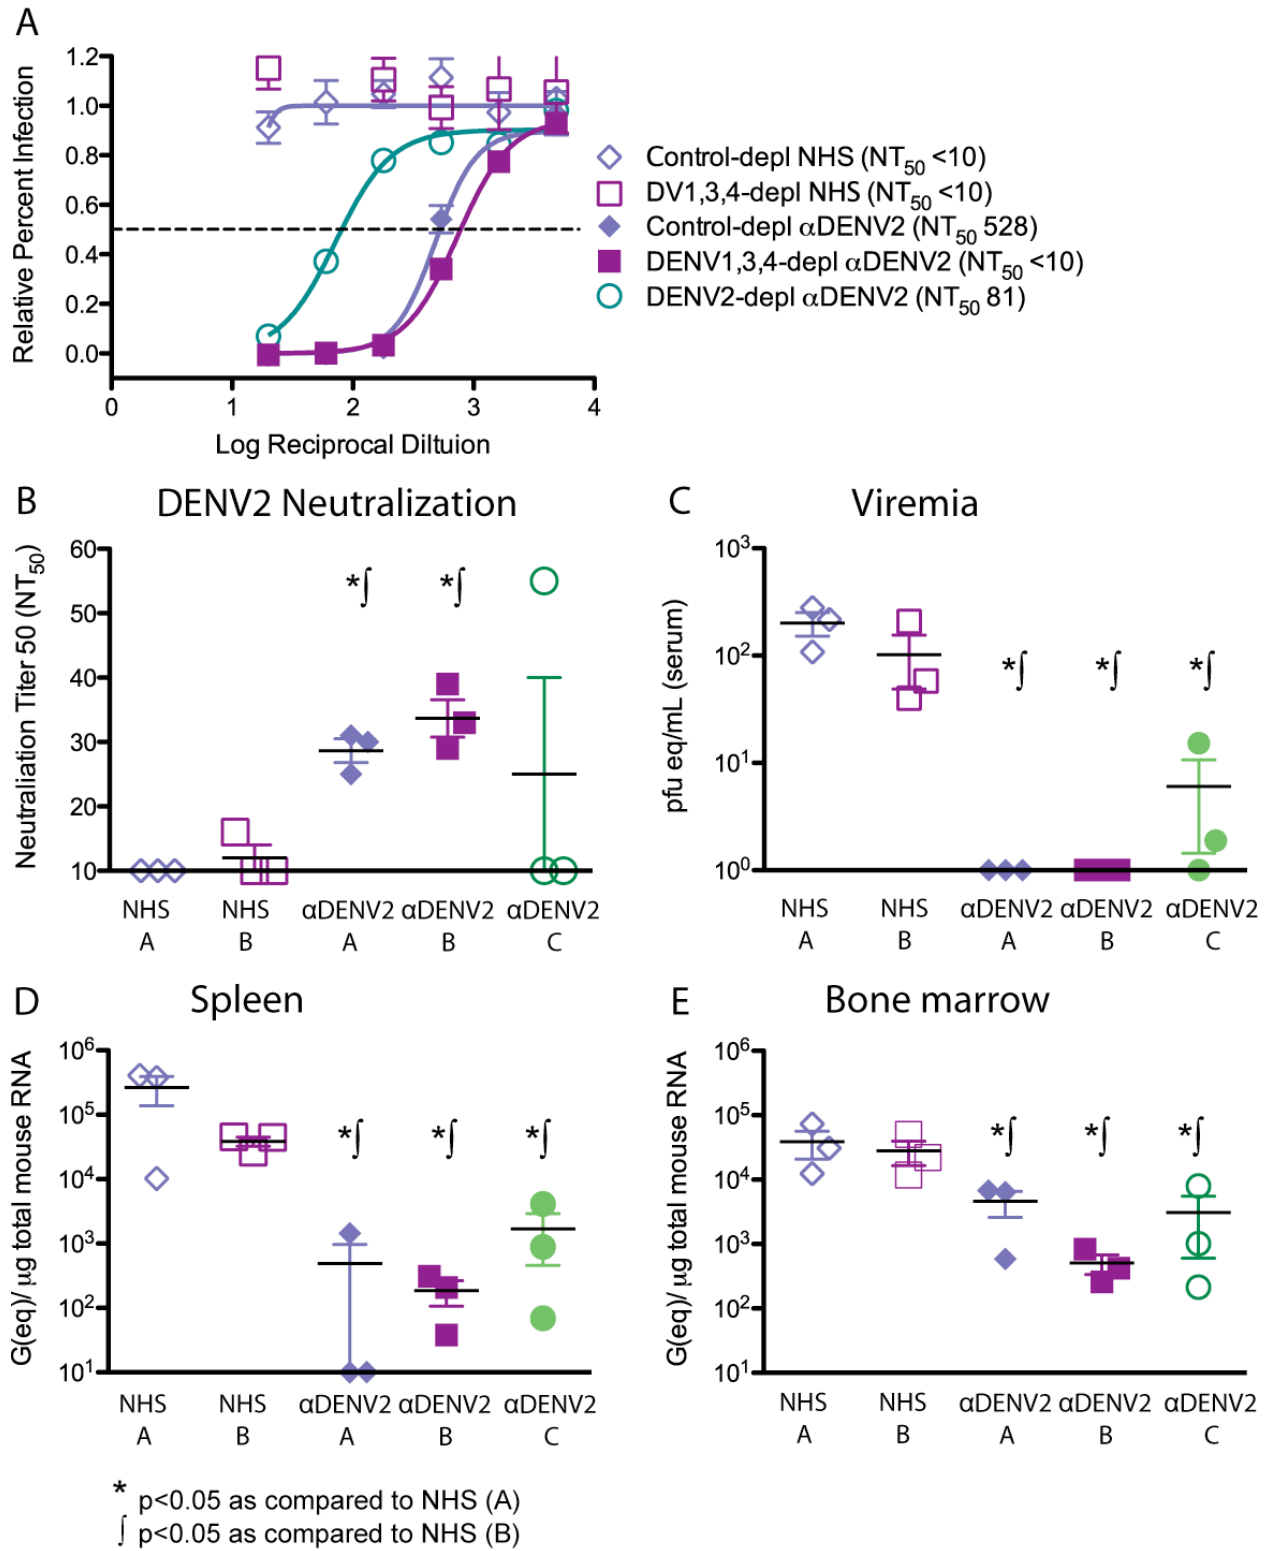 A
Relative Percent Infection
1.2
1.0
0.8
0.6
0.4
0.2
0.0
0 1 2 3 4
Log Reciprocal Diltuion
Control-depl NHS (NT50 <10)
DV1,3,4-depl NHS (NT50 <10)
Control-depl αDENV2 (NT50 528)
DENV1,3,4-depl αDENV2 (NT50 <10)
DENV2-depl αDENV2 (NT50 81)
B
DENV2 Neutralization
Neutraliation Titer 50 (NT50)
60
50
40
30
20
10
*∫ *∫
NHS NHS αDENV2 αDENV2 αDENV2
A B A B C
C
Viremia
pfu eq/mL (serum)
10³
10²
10¹
10⁰
*∫ *∫ *∫
NHS NHS αDENV2 αDENV2 αDENV2
A B A B C
D
Spleen
G(eq)/ μg total mouse RNA
10⁶
10⁵
10⁴
10³
10²
10¹
*∫ *∫ *∫
NHS NHS αDENV2 αDENV2 αDENV2
A B A B C
E
Bone marrow
G(eq)/ μg total mouse RNA
10⁶
10⁵
10⁴
10³
10²
10¹
*∫ *∫ *∫
NHS NHS αDENV2 αDENV2 αDENV2
A B A B C
* p<0.05 as compared to NHS (A)
∫ p<0.05 as compared to NHS (B)